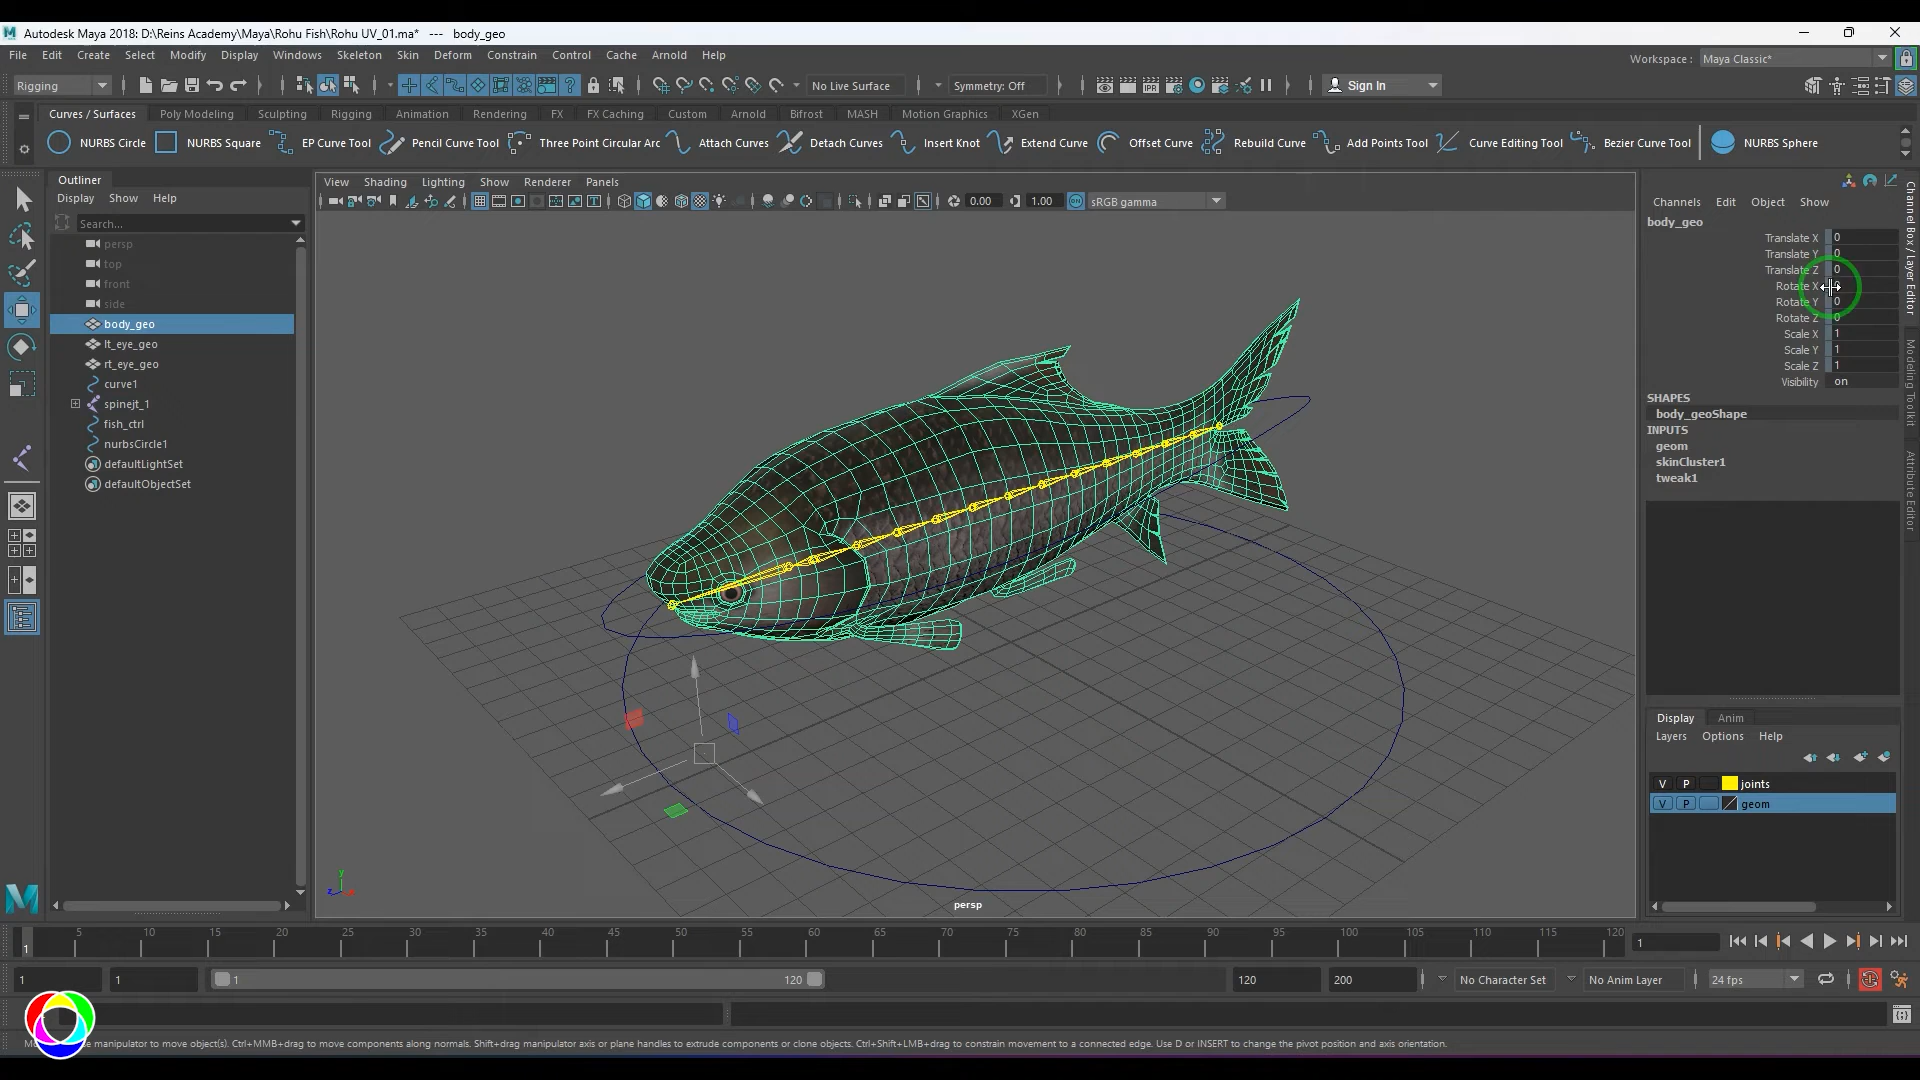 Autodesk Maya 2018: D:\Reins Academy\Maya\Rohu Fish\Rohu UV_01.ma* --- body_geo
File Edit Create Select Modify Display Windows Skeleton Skin Deform Constrain Control Cache Arnold Help
Workspace : Maya Classic*
Rigging No Live Surface Symmetry: Off Sign In
Curves / Surfaces Poly Modeling Sculpting Rigging Animation Rendering FX FX Caching Custom Arnold Bifrost MASH Motion Graphics XGen
NURBS Circle NURBS Square EP Curve Tool Pencil Curve Tool Three Point Circular Arc Attach Curves Detach Curves Insert Knot Extend Curve Offset Curve Rebuild Curve Add Points Tool Curve Editing Tool Bezier Curve Tool NURBS Sphere
Outliner
Display Show Help
Search...
persp
top
front
side
body_geo
lt_eye_geo
rt_eye_geo
curve1
spinejt_1
fish_ctrl
nurbsCircle1
defaultLightSet
defaultObjectSet
View Shading Lighting Show Renderer Panels
0.00 1.00 sRGB gamma
y
z
persp
Channels Edit Object Show
body_geo
Translate X 0
Translate Y 0
Translate Z 0
Rotate X
Rotate Y 0
Rotate Z 0
Scale X 1
Scale Y 1
Scale Z 1
Visibility on
SHAPES
body_geoShape
INPUTS
geom
skinCluster1
tweak1
Channel Box / Layer Editor
Modeling Toolkit
Attribute Editor
Display Anim
Layers Options Help
V P joints
V P geom
5 10 15 20 25 30 35 40 45 50 55 60 65 70 75 80 85 90 95 100 105 110 115 120
1 1
1 1 1 120 120 200 No Character Set No Anim Layer 24 fps
manipulator to move object(s). Ctrl+MMB+drag to move components along normals. Shift+drag manipulator axis or plane handles to extrude components or clone objects. Ctrl+Shift+LMB+drag to constrain movement to a connected edge. Use D or INSERT to change the pivot position and axis orientation.